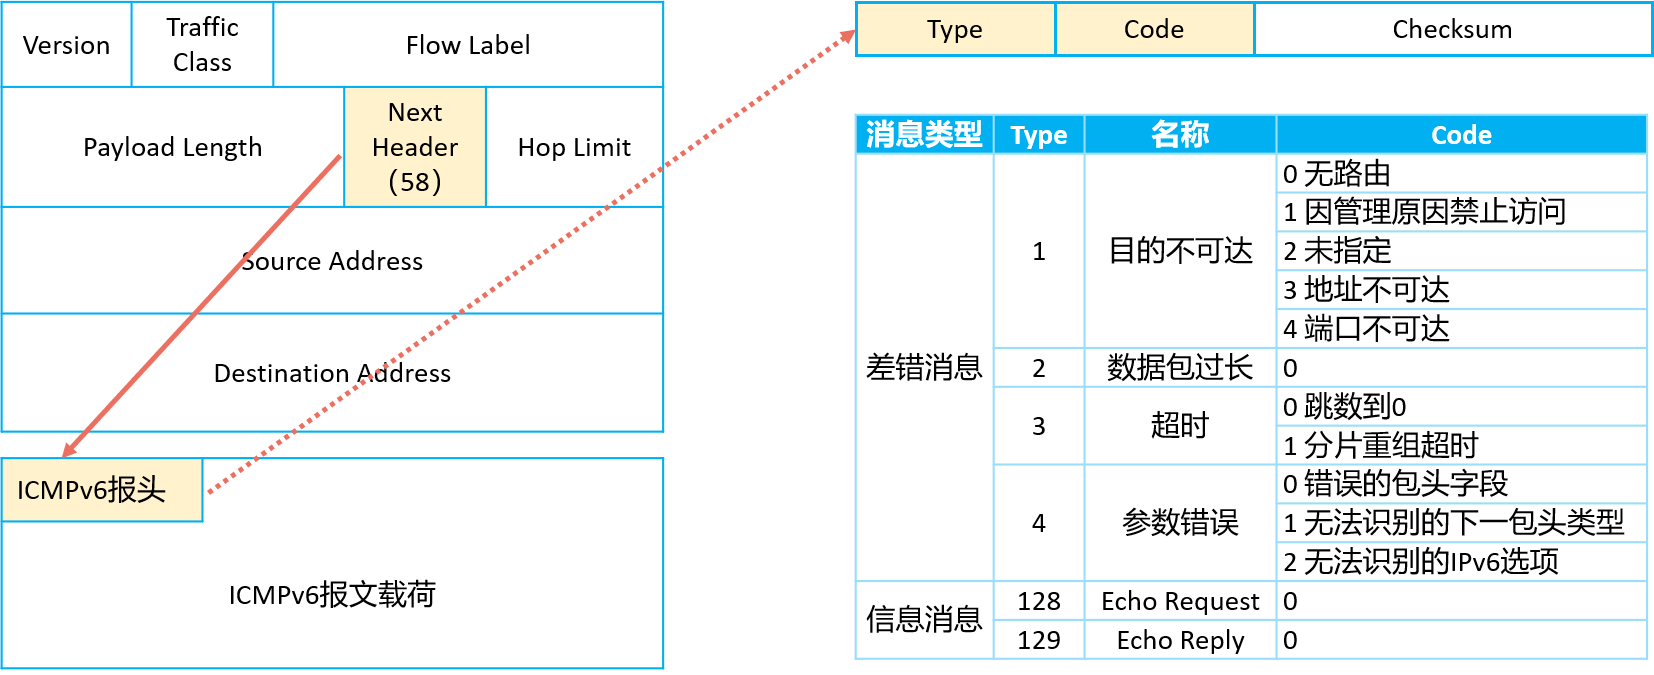 Version
Traffic
Class
Flow Label
Payload Length
Next
Header
（58）
Hop Limit
Source Address
Destination Address
ICMPv6报头
ICMPv6报文载荷
Type
Code
Checksum
消息类型
Type
名称
Code
差错消息
1
目的不可达
0 无路由
1 因管理原因禁止访问
2 未指定
3 地址不可达
4 端口不可达
2
数据包过长
0
3
超时
0 跳数到0
1 分片重组超时
4
参数错误
0 错误的包头字段
1 无法识别的下一包头类型
2 无法识别的IPv6选项
信息消息
128
Echo Request
0
129
Echo Reply
0